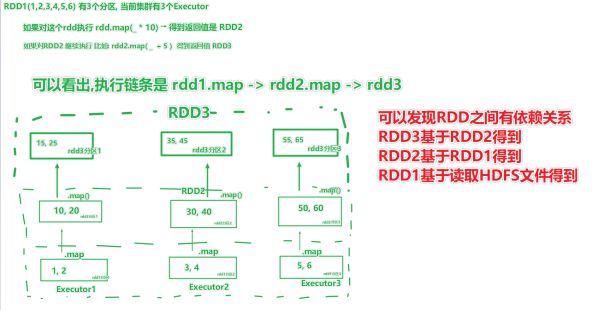 RDD1(1,2,3,4,5,6) 有3个分区, 当前集群有3个Executor
如果对这个rdd执行 rdd.map(_ * 10) → 得到返回值是 RDD2
如果对RDD2 继续执行 比如: rdd2.map( _ + 5 ) 得到返回值 RDD3
可以看出,执行链条是 rdd1.map -> rdd2.map -> rdd3
RDD3
可以发现RDD之间有依赖关系
RDD3基于RDD2得到
RDD2基于RDD1得到
RDD1基于读取HDFS文件得到
15, 25
rdd3分区1
35, 45
rdd3分区2
55, 65
rdd3分区3
.map()
.map()
.map()
RDD2
10, 20
rdd2分区1
30, 40
rdd2分区2
50, 60
rdd2分区3
.map
.map
.map
1, 2
rdd1分区1
3, 4
rdd1分区2
5, 6
rdd1分区3
Executor1
Executor2
Executor3